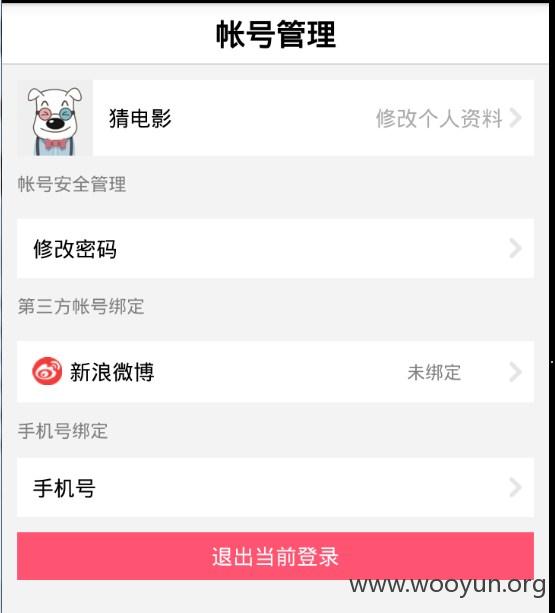 帐号管理
猜电影 修改个人资料
帐号安全管理
修改密码
第三方帐号绑定
新浪微博 未绑定
手机号绑定
手机号
退出当前登录
www.wooyun.org